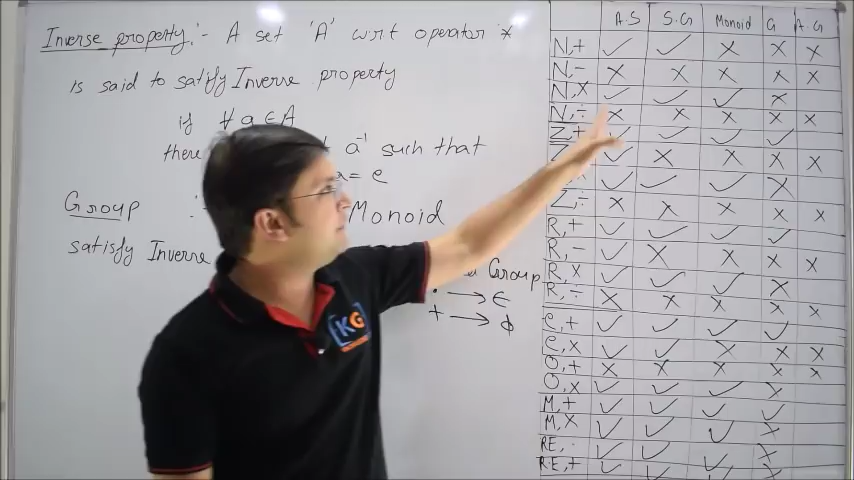 Inverse property :- A set 'A' w.r.t operator *
is said to satisfy Inverse property
if ∀ a ∈ A
there a⁻¹ such that
a = e
Group :- Monoid
satisfy Inverse
Group
• → ∈
+ → ϕ
KG
A.S S.G Monoid G A.G
N,+ ✓ ✓ × × ×
N,- × × × × ×
N,× ✓ ✓ ✓ ×
N,÷ × × × × ×
Z,+ ✓ ✓ ✓ ✓
✓ × × × ×
✓ ✓ ✓ ×
Z,÷ × × × × ×
R,+ ✓ ✓ ✓ ✓
R,- ✓ × × × ×
R,× ✓ ✓ ✓ ×
R,÷ × × × × ×
e,+ ✓ ✓ ✓ ✓
e,× ✓ ✓ × × ×
O,+ × × × × ×
O,× ✓ ✓ ✓ ×
M,+ ✓ ✓ ✓ ✓
M,× ✓ ✓ ✓ ×
RE,· ✓ ✓ ✓ ×
R.E,+ ✓ ✓ ✓ ×